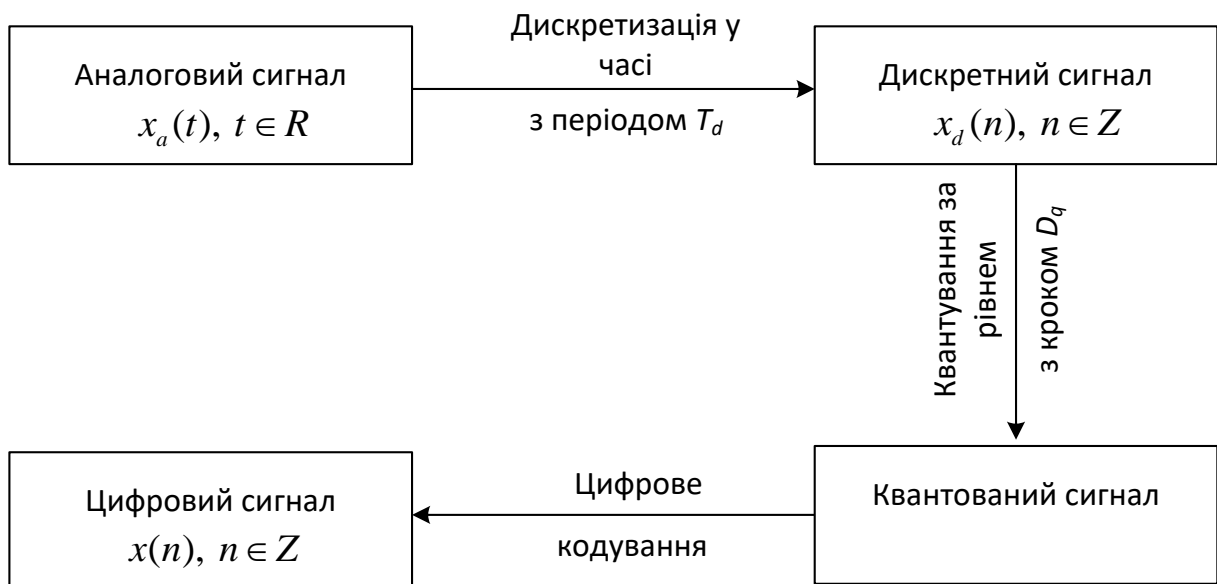 Аналоговий сигнал
x_a(t), t ∈ R
Дискретизація у
часі
з періодом T_d
Дискретний сигнал
x_d(n), n ∈ Z
Квантування за
рівнем
з кроком D_q
Квантований сигнал
Цифрове
кодування
Цифровий сигнал
x(n), n ∈ Z